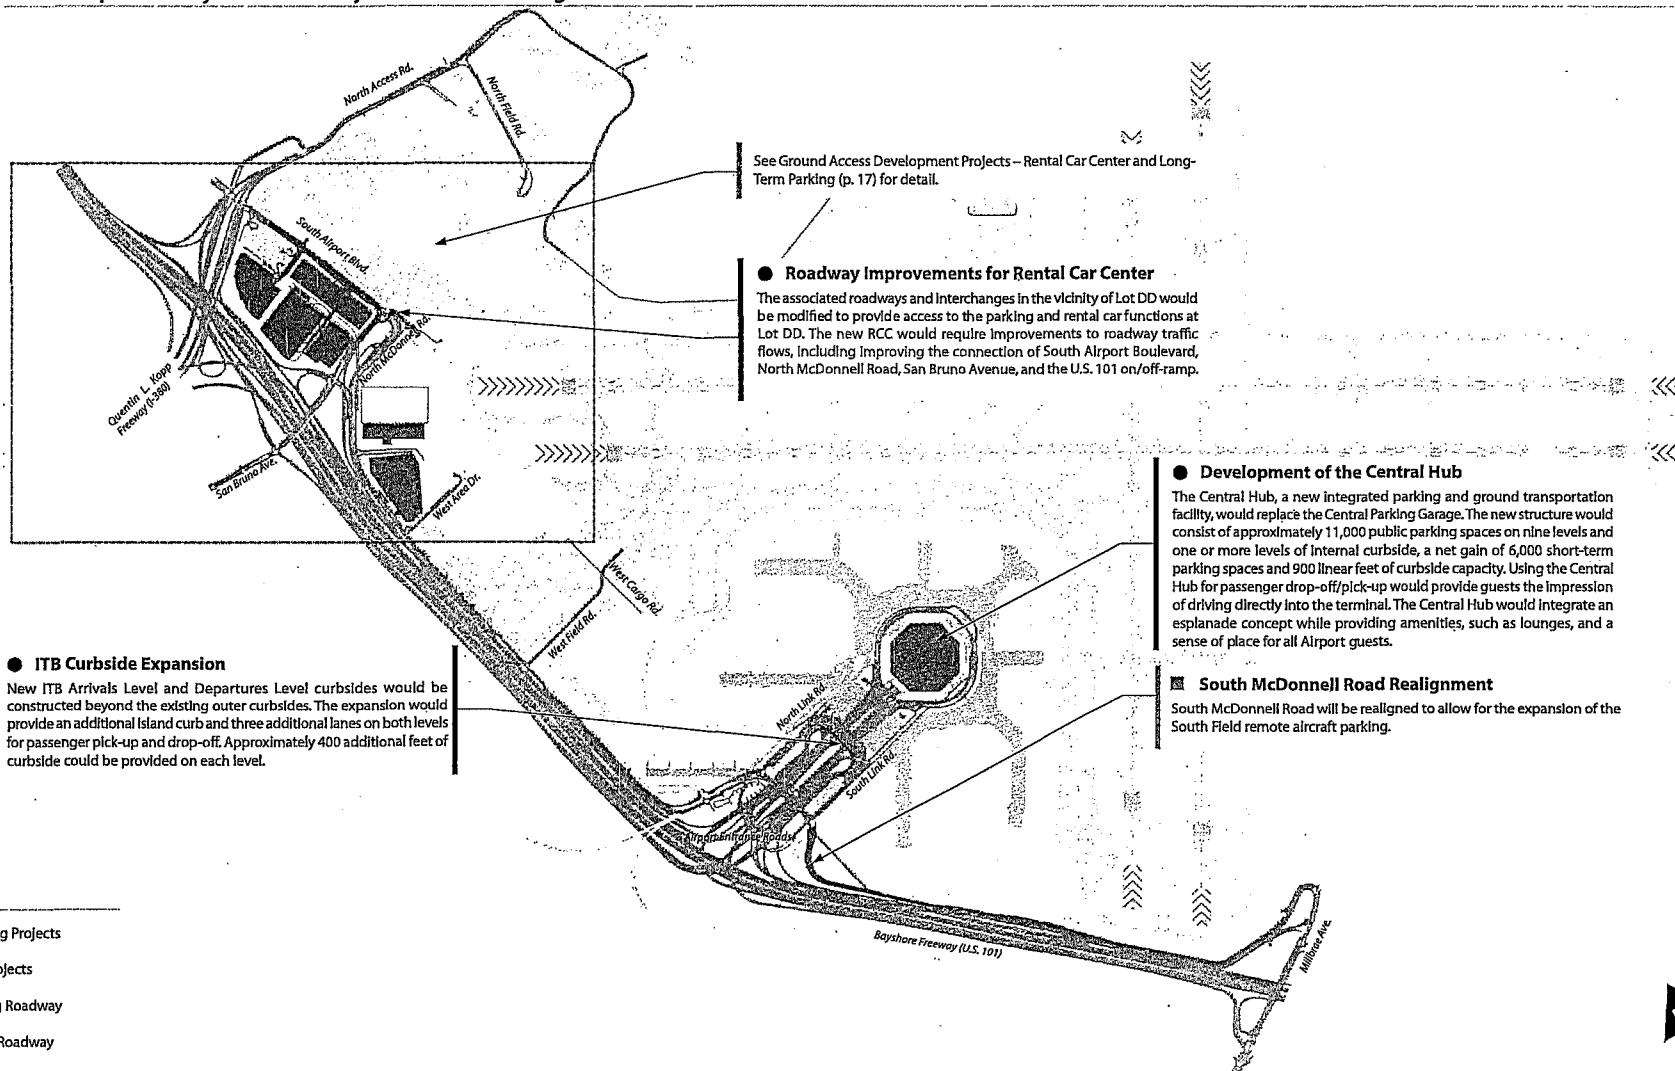 North Access Rd.
North Field Rd.
See Ground Access Development Projects – Rental Car Center and Long-
Term Parking (p. 17) for detail.
South Airport Blvd.
● Roadway Improvements for Rental Car Center
The associated roadways and interchanges in the vicinity of Lot DD would
be modified to provide access to the parking and rental car functions at
Lot DD. The new RCC would require improvements to roadway traffic
flows, including improving the connection of South Airport Boulevard,
North McDonnell Road, San Bruno Avenue, and the U.S. 101 on/off-ramp.
North McDonnell Rd.
Quentin L. Kopp
Freeway (I-380)
San Bruno Ave.
West Area Dr.
● Development of the Central Hub
The Central Hub, a new integrated parking and ground transportation
facility, would replace the Central Parking Garage. The new structure would
consist of approximately 11,000 public parking spaces on nine levels and
one or more levels of internal curbside, a net gain of 6,000 short-term
parking spaces and 900 linear feet of curbside capacity. Using the Central
Hub for passenger drop-off/pick-up would provide guests the impression
of driving directly into the terminal. The Central Hub would integrate an
esplanade concept while providing amenities, such as lounges, and a
sense of place for all Airport guests.
West Cargo Rd.
West Field Rd.
● ITB Curbside Expansion
New ITB Arrivals Level and Departures Level curbsides would be
constructed beyond the existing outer curbsides. The expansion would
provide an additional island curb and three additional lanes on both levels
for passenger pick-up and drop-off. Approximately 400 additional feet of
curbside could be provided on each level.
North Link Rd.
South McDonnell Road Realignment
South McDonnell Road will be realigned to allow for the expansion of the
South Field remote aircraft parking.
South Link Rd.
Airport Entrance Roads
Bayshore Freeway (U.S. 101)
Millbrae Ave.
g Projects
ojects
g Roadway
Roadway